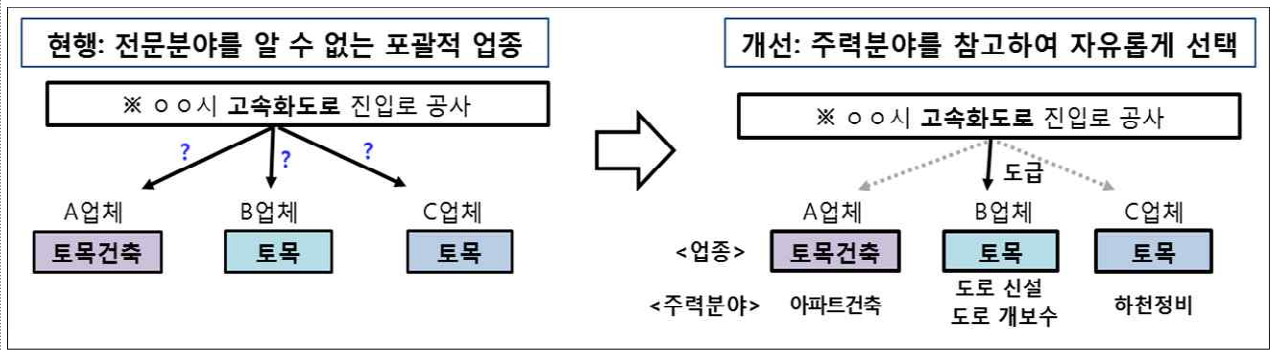 현행: 전문분야를 알 수 없는 포괄적 업종
※ ㅇㅇ시 고속화도로 진입로 공사
?
?
?
A업체
B업체
C업체
토목건축
토목
토목
개선: 주력분야를 참고하여 자유롭게 선택
※ ㅇㅇ시 고속화도로 진입로 공사
도급
A업체
B업체
C업체
<업종>
토목건축
토목
토목
<주력분야>
아파트건축
도로 신설
도로 개보수
하천정비